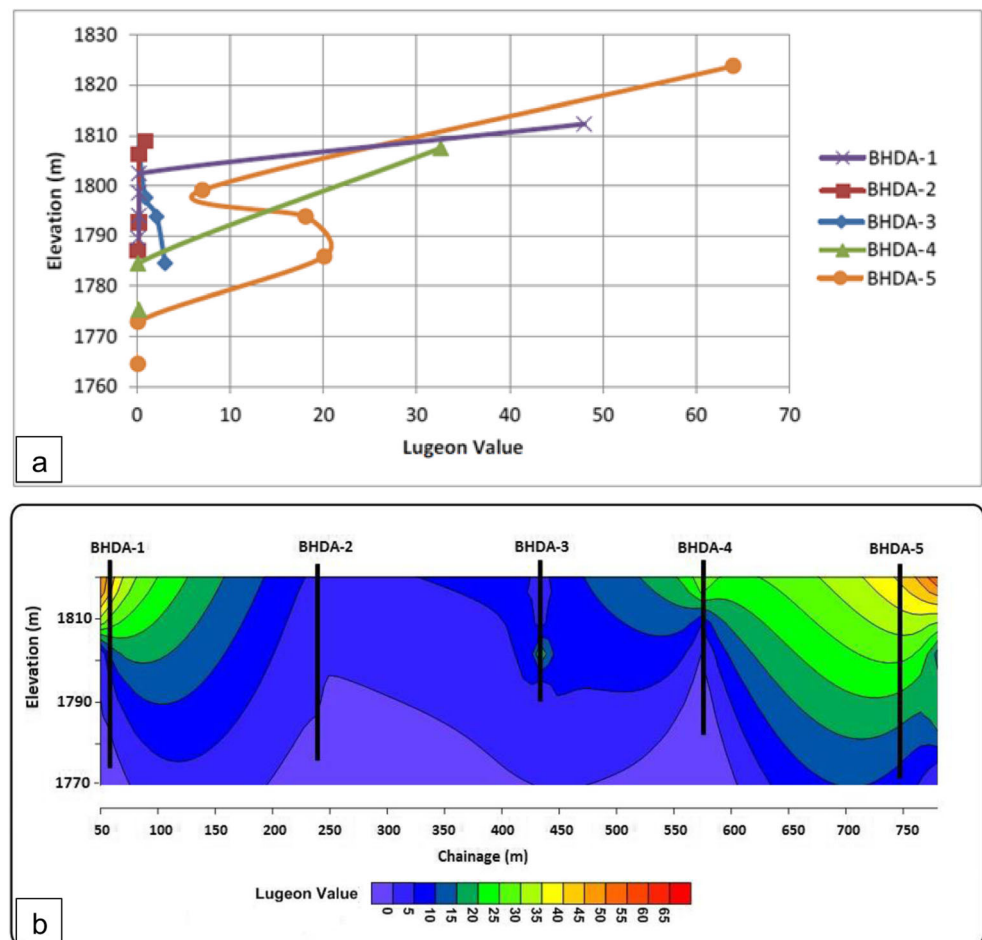 1830
1820
1810
1800
1790
1780
1770
1760
Elevation (m)
0 10 20 30 40 50 60 70
Lugeon Value
BHDA-1
BHDA-2
BHDA-3
BHDA-4
BHDA-5
a
BHDA-1 BHDA-2 BHDA-3 BHDA-4 BHDA-5
1810
1790
1770
Elevation (m)
50 100 150 200 250 300 350 400 450 500 550 600 650 700 750
Chainage (m)
Lugeon Value
0 5 10 15 20 25 30 35 40 45 50 55 60 65
b